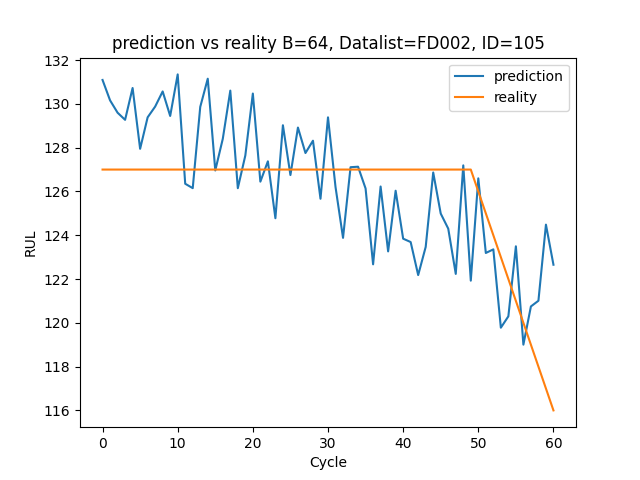 prediction vs reality B=64, Datalist=FD002, ID=105
prediction
reality
RUL
132
130
128
126
124
122
120
118
116
0 10 20 30 40 50 60
Cycle